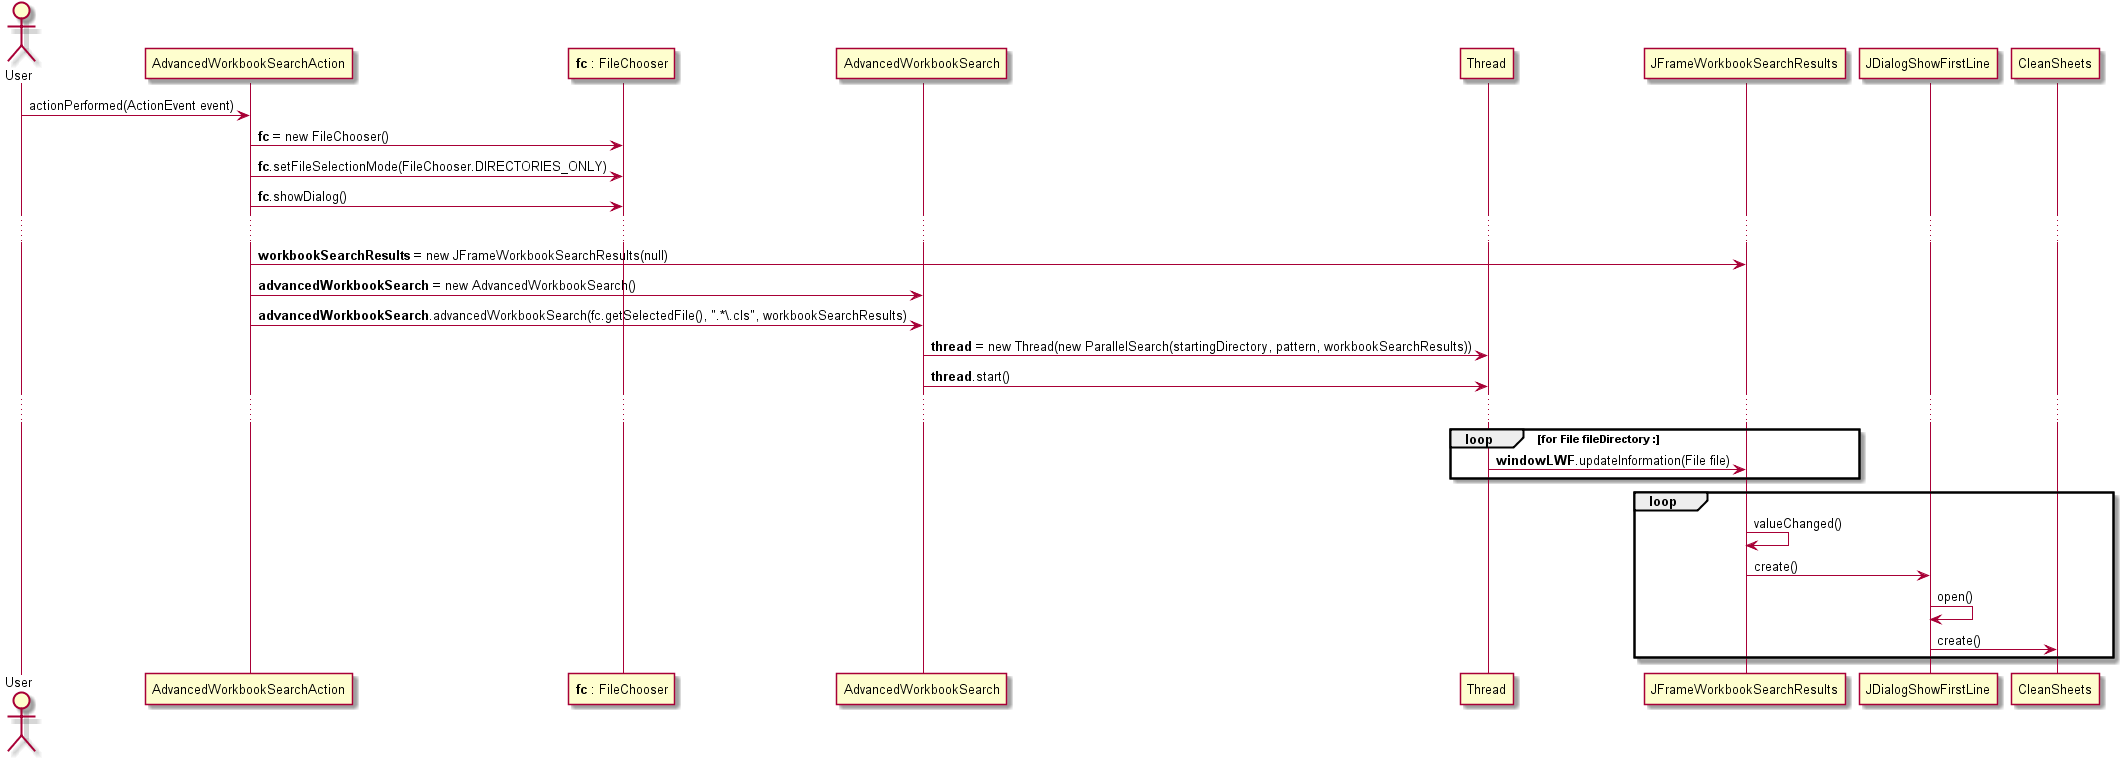 User
AdvancedWorkbookSearchAction
fc : FileChooser
AdvancedWorkbookSearch
Thread
JFrameWorkbookSearchResults
JDialogShowFirstLine
CleanSheets
actionPerformed(ActionEvent event)
fc = new FileChooser()
fc.setFileSelectionMode(FileChooser.DIRECTORIES_ONLY)
fc.showDialog()
workbookSearchResults = new JFrameWorkbookSearchResults(null)
advancedWorkbookSearch = new AdvancedWorkbookSearch()
advancedWorkbookSearch.advancedWorkbookSearch(fc.getSelectedFile(), ".*\.cls", workbookSearchResults)
thread = new Thread(new ParallelSearch(startingDirectory, pattern, workbookSearchResults))
thread.start()
loop [for File fileDirectory :]
windowLWF.updateInformation(File file)
loop
valueChanged()
create()
open()
create()
User
AdvancedWorkbookSearchAction
fc : FileChooser
AdvancedWorkbookSearch
Thread
JFrameWorkbookSearchResults
JDialogShowFirstLine
CleanSheets